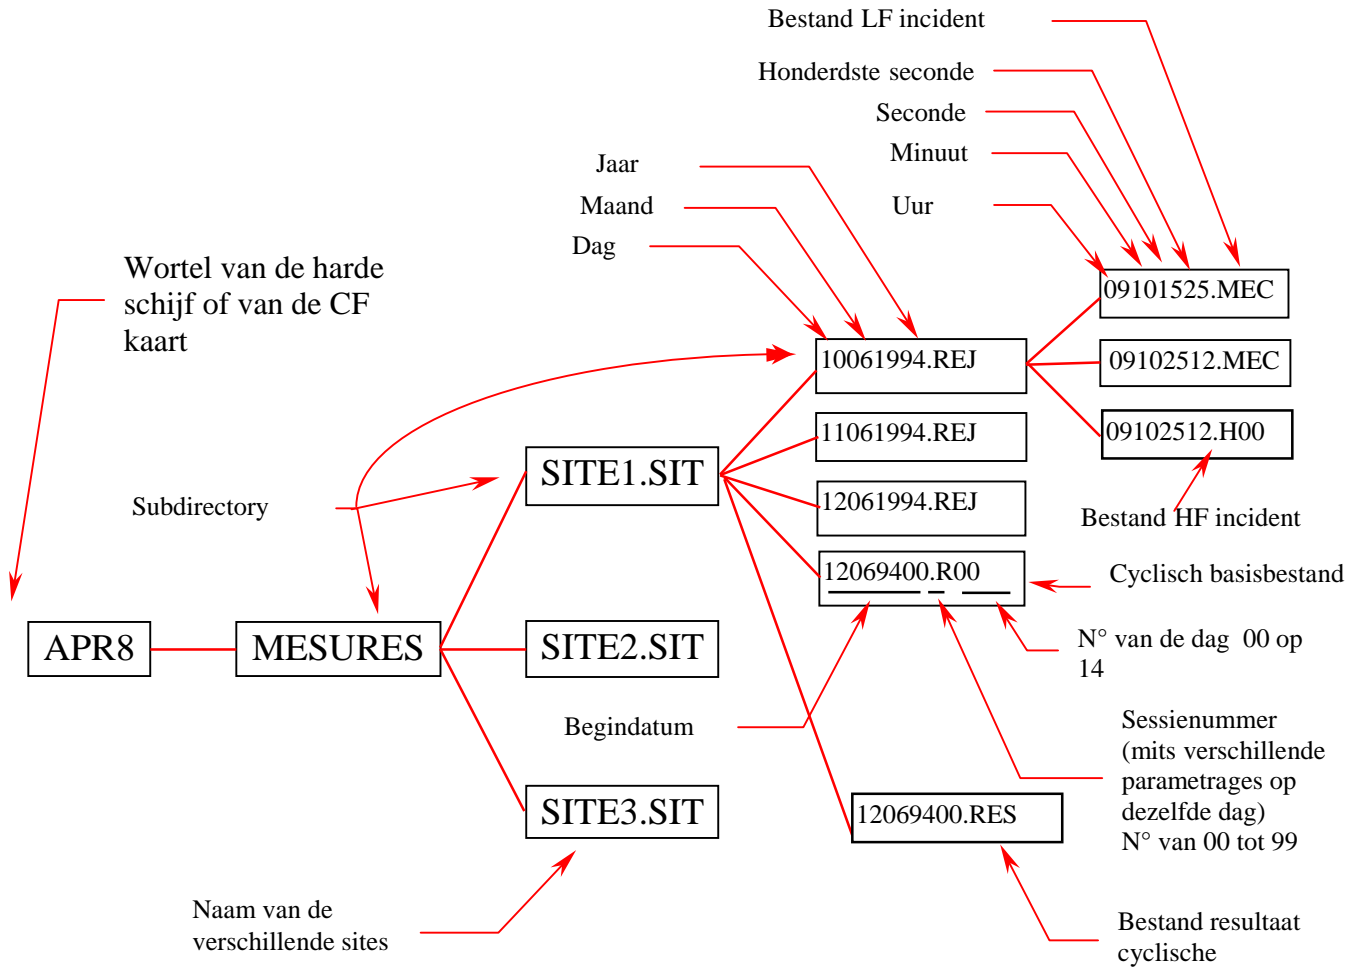 Bestand LF incident
Honderdste seconde
Seconde
Minuut
Uur
Jaar
Maand
Dag
Wortel van de harde
schijf of van de CF
kaart
09101525.MEC
10061994.REJ
09102512.MEC
11061994.REJ
09102512.H00
SITE1.SIT
Subdirectory
12061994.REJ
Bestand HF incident
12069400.R00
Cyclisch basisbestand
APR8
MESURES
SITE2.SIT
N° van de dag 00 op
14
Begindatum
Sessienummer
(mits verschillende
parametrages op
dezelfde dag)
N° van 00 tot 99
SITE3.SIT
12069400.RES
Naam van de
verschillende sites
Bestand resultaat
cyclische